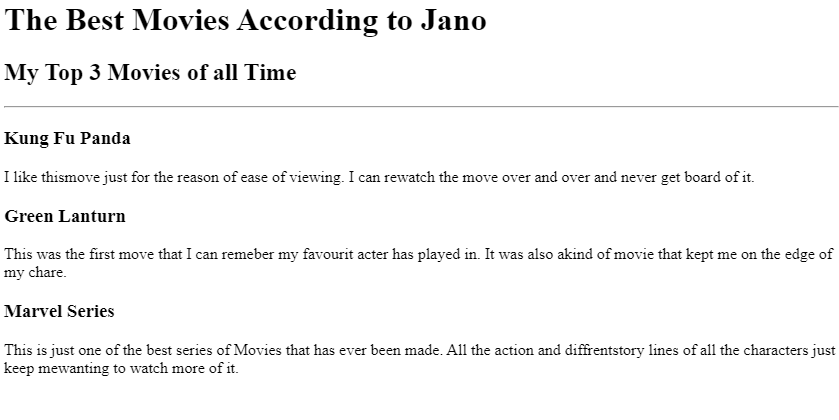 The Best Movies According to Jano
My Top 3 Movies of all Time
Kung Fu Panda
I like thismove just for the reason of ease of viewing. I can rewatch the move over and over and never get board of it.
Green Lanturn
This was the first move that I can remeber my favourit acter has played in. It was also akind of movie that kept me on the edge of
my chare.
Marvel Series
This is just one of the best series of Movies that has ever been made. All the action and diffrentstory lines of all the characters just
keep mewanting to watch more of it.